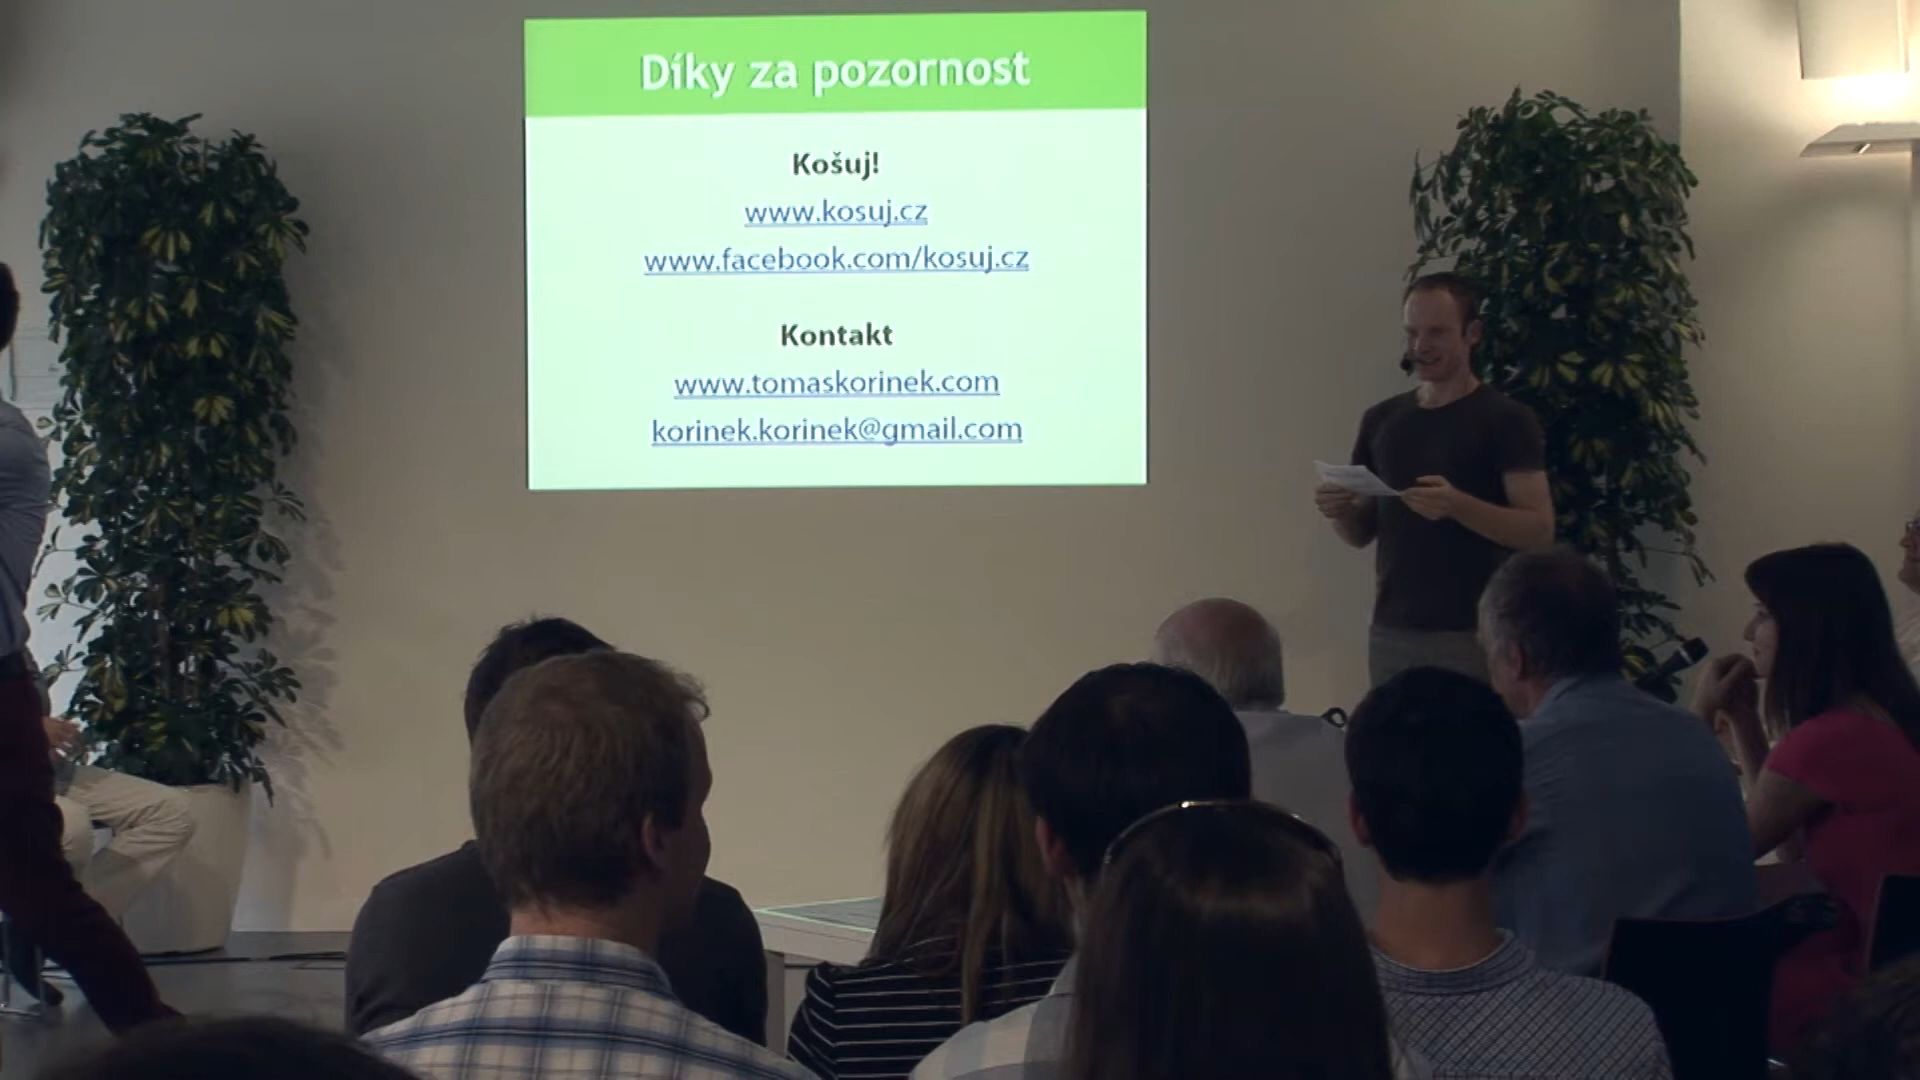 Díky za pozornost
Košuj!
www.kosuj.cz
www.facebook.com/kosuj.cz
Kontakt
www.tomaskorinek.com
korinek.korinek@gmail.com